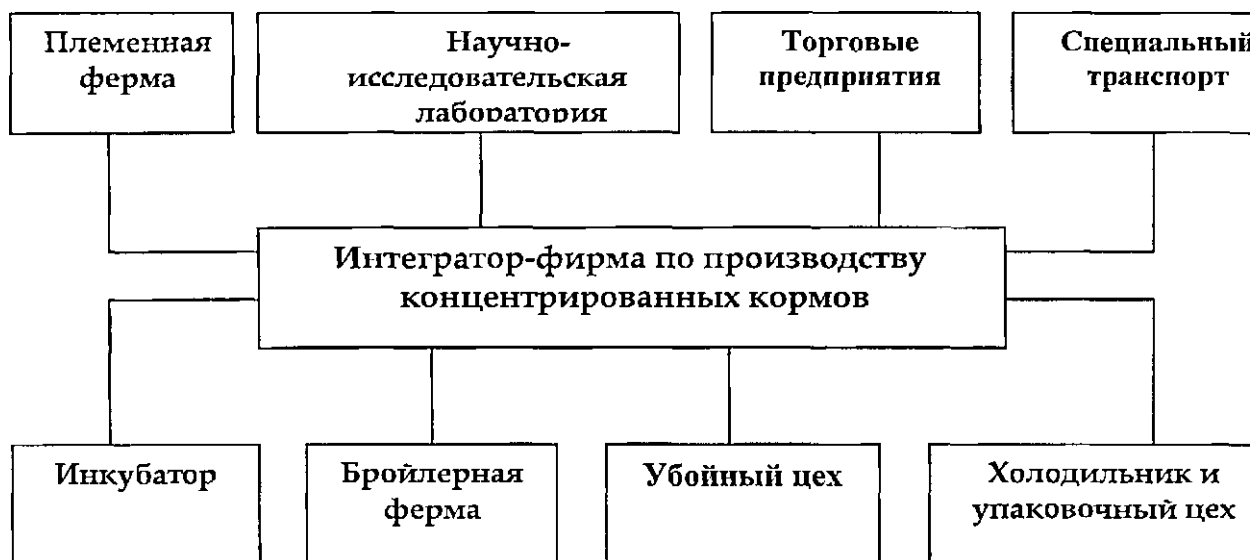 Племенная
ферма
Научно-
исследовательская
лаборатория
Торговые
предприятия
Специальный
транспорт
Интегратор-фирма по производству
концентрированных кормов
Инкубатор
Бройлерная
ферма
Убойный цех
Холодильник и
упаковочный цех